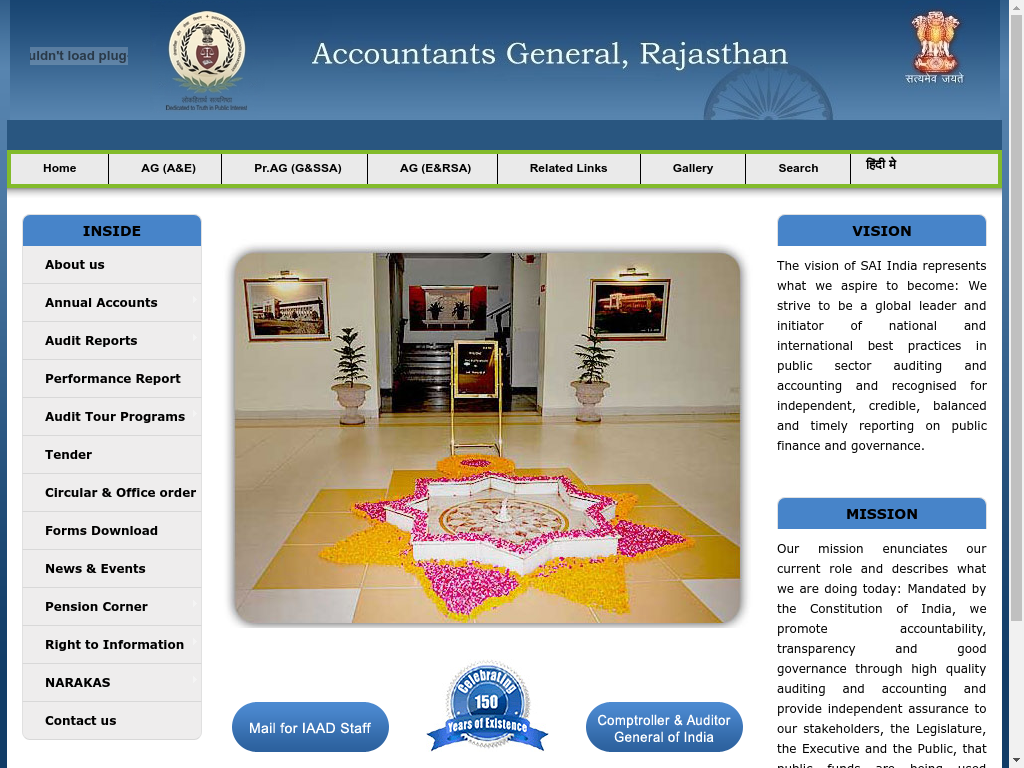 uldn't load plug
लोकहितार्थ सत्यनिष्ठा
Dedicated to Truth in Public Interest
Accountants General, Rajasthan
सत्यमेव जयते
Home
AG (A&E)
Pr.AG (G&SSA)
AG (E&RSA)
Related Links
Gallery
Search
हिंदी मे
INSIDE
About us
Annual Accounts
Audit Reports
Performance Report
Audit Tour Programs
Tender
Circular & Office order
Forms Download
News & Events
Pension Corner
Right to Information
NARAKAS
Contact us
Celebrating
150
Years of Existence
Mail for IAAD Staff
Comptroller & Auditor
General of India
VISION
The vision of SAI India represents
what we aspire to become: We
strive to be a global leader and
initiator of national and
international best practices in
public sector auditing and
accounting and recognised for
independent, credible, balanced
and timely reporting on public
finance and governance.
MISSION
Our mission enunciates our
current role and describes what
we are doing today: Mandated by
the Constitution of India, we
promote accountability,
transparency and good
governance through high quality
auditing and accounting and
provide independent assurance to
our stakeholders, the Legislature,
the Executive and the Public, that
public funds are being used